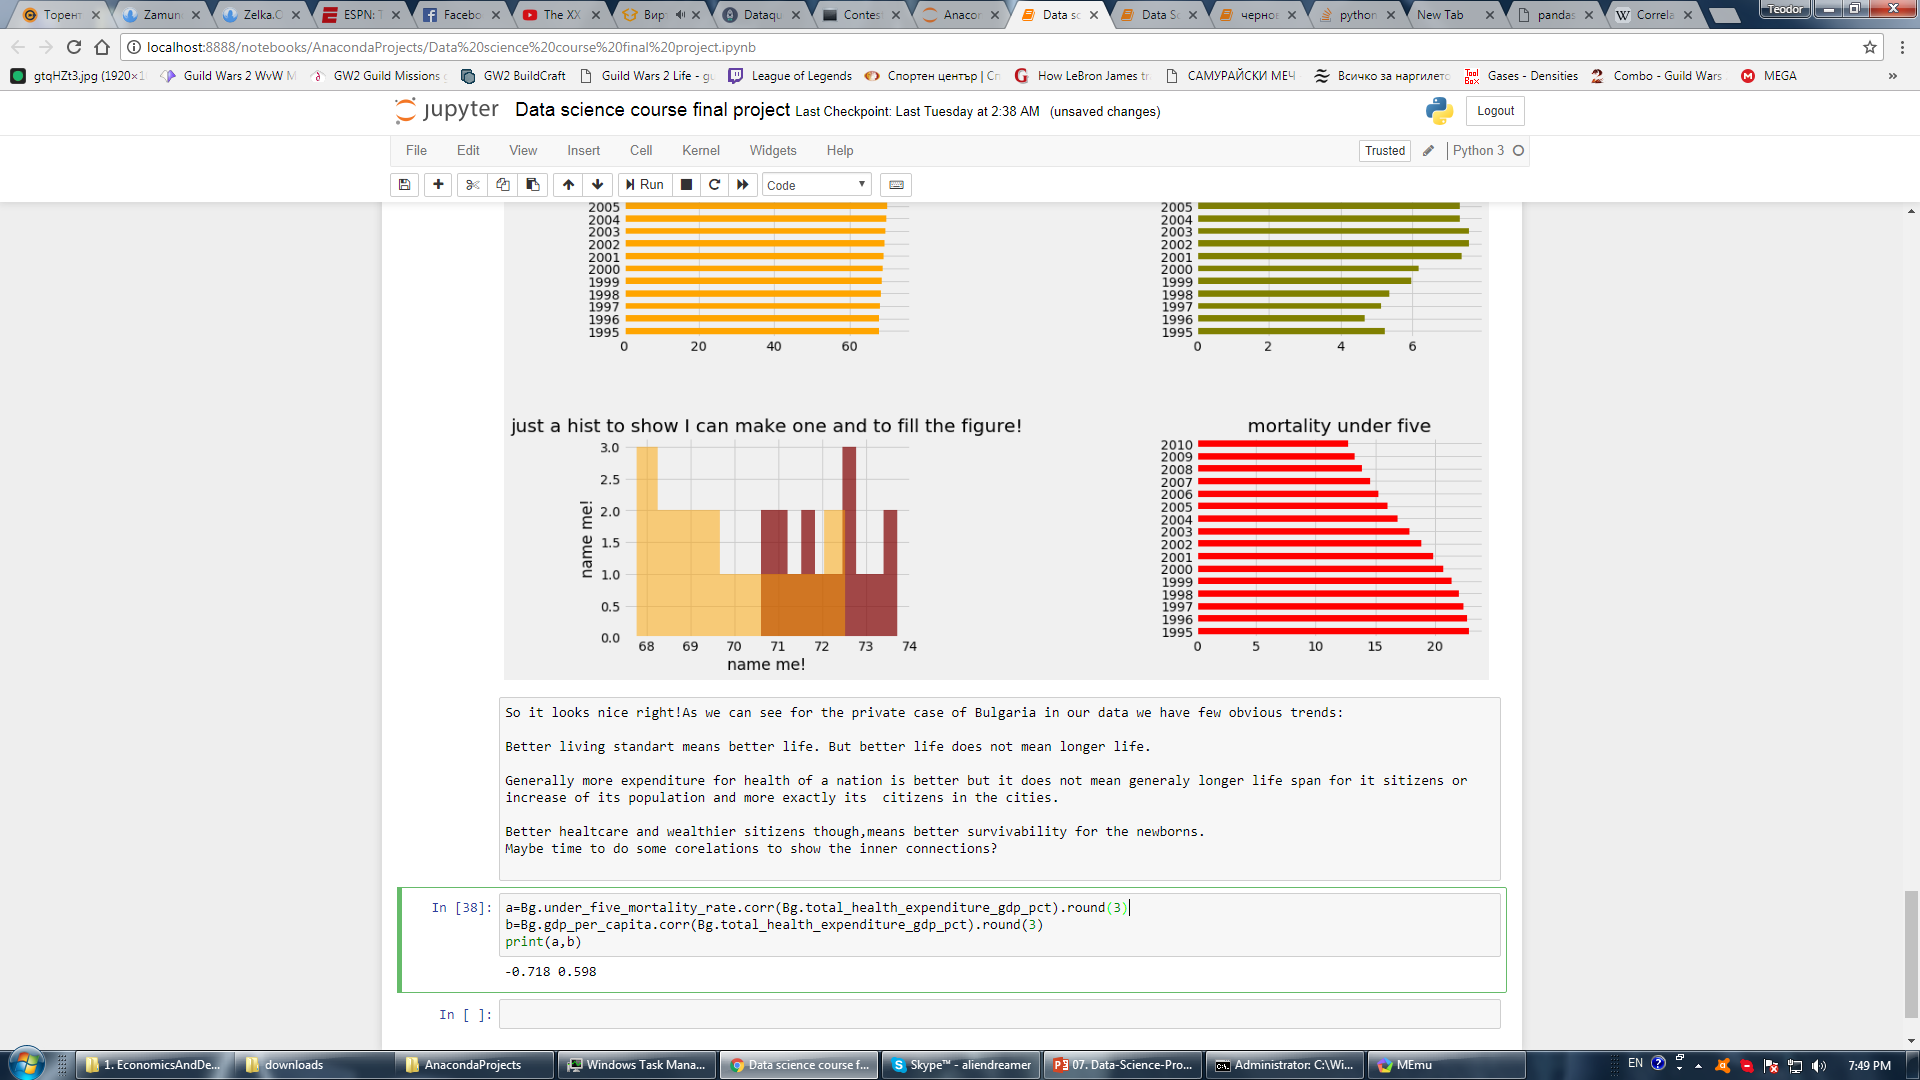 Торент
Zamun
Zelka.C
ESPN: T
Facebo
The XX
Вирт
Dataqu
Contes
Anacor
Data sc
Data Sc
чернов
python
New Tab
pandas
Correla
Teodor
localhost:8888/notebooks/AnacondaProjects/Data%20science%20course%20final%20project.ipynb
gtqHZt3.jpg (1920×1
Guild Wars 2 WvW M
GW2 Guild Missions
GW2 BuildCraft
Guild Wars 2 Life - gu
League of Legends
Спортен център | Сп
How LeBron James tr
САМУРАЙСКИ МЕЧ
Всичко за наргилето
Gases - Densities
Combo - Guild Wars
MEGA
»
jupyter Data science course final project Last Checkpoint: Last Tuesday at 2:38 AM (unsaved changes)
Logout
File Edit View Insert Cell Kernel Widgets Help
Trusted Python 3
Run Code
2005
2004
2003
2002
2001
2000
1999
1998
1997
1996
1995
0 20 40 60
2005
2004
2003
2002
2001
2000
1999
1998
1997
1996
1995
0 2 4 6
just a hist to show I can make one and to fill the figure!
3.0
2.5
2.0
1.5
1.0
0.5
0.0
name me!
68 69 70 71 72 73 74
name me!
mortality under five
2010
2009
2008
2007
2006
2005
2004
2003
2002
2001
2000
1999
1998
1997
1996
1995
0 5 10 15 20
So it looks nice right!As we can see for the private case of Bulgaria in our data we have few obvious trends:
Better living standart means better life. But better life does not mean longer life.
Generally more expenditure for health of a nation is better but it does not mean generaly longer life span for it sitizens or
increase of its population and more exactly its  citizens in the cities.
Better healtcare and wealthier sitizens though,means better survivability for the newborns.
Maybe time to do some corelations to show the inner connections?
In [38]:
a=Bg.under_five_mortality_rate.corr(Bg.total_health_expenditure_gdp_pct).round(3)
b=Bg.gdp_per_capita.corr(Bg.total_health_expenditure_gdp_pct).round(3)
print(a,b)
-0.718 0.598
In [ ]:
1. EconomicsAndDe...
downloads
AnacondaProjects
Windows Task Mana...
Data science course f...
Skype™ - aliendreamer
07. Data-Science-Pro...
Administrator: C:\Wi...
MEmu
EN
7:49 PM